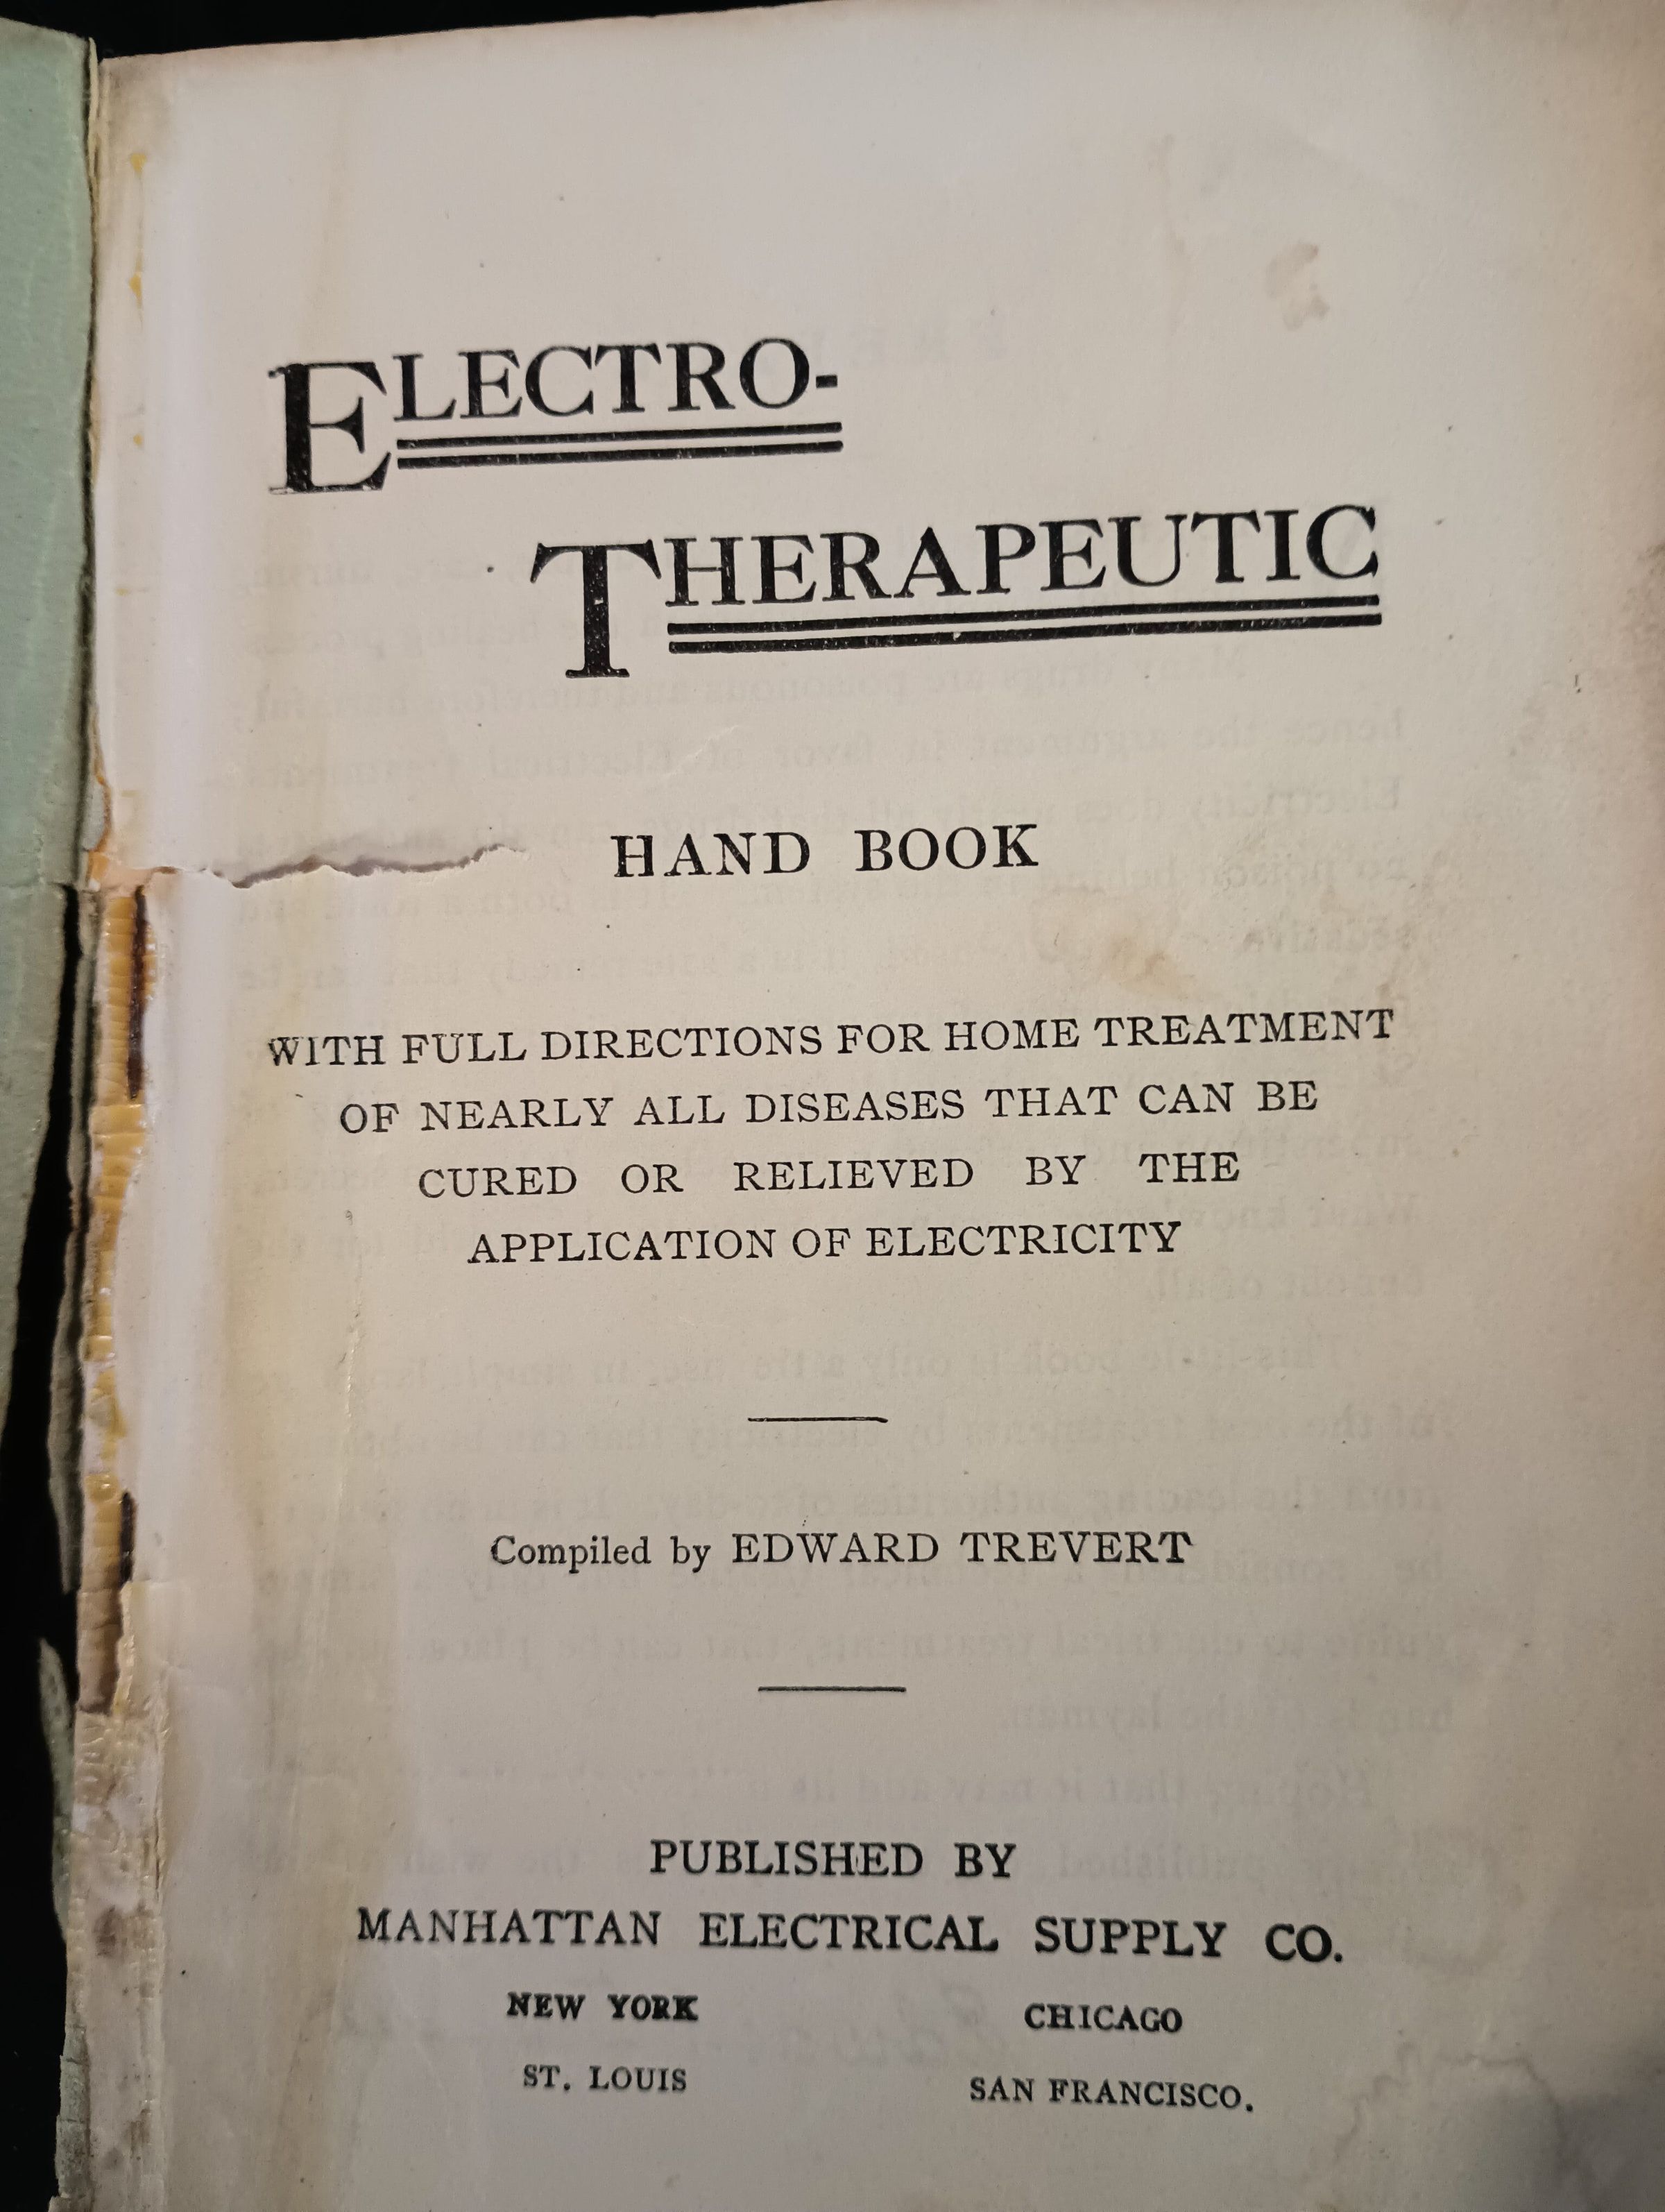 ELECTRO-
THERAPEUTIC
HAND BOOK
WITH FULL DIRECTIONS FOR HOME TREATMENT
OF NEARLY ALL DISEASES THAT CAN BE
CURED OR RELIEVED BY THE
APPLICATION OF ELECTRICITY
Compiled by EDWARD TREVERT
PUBLISHED BY
MANHATTAN ELECTRICAL SUPPLY CO.
NEW YORK CHICAGO
ST. LOUIS SAN FRANCISCO.